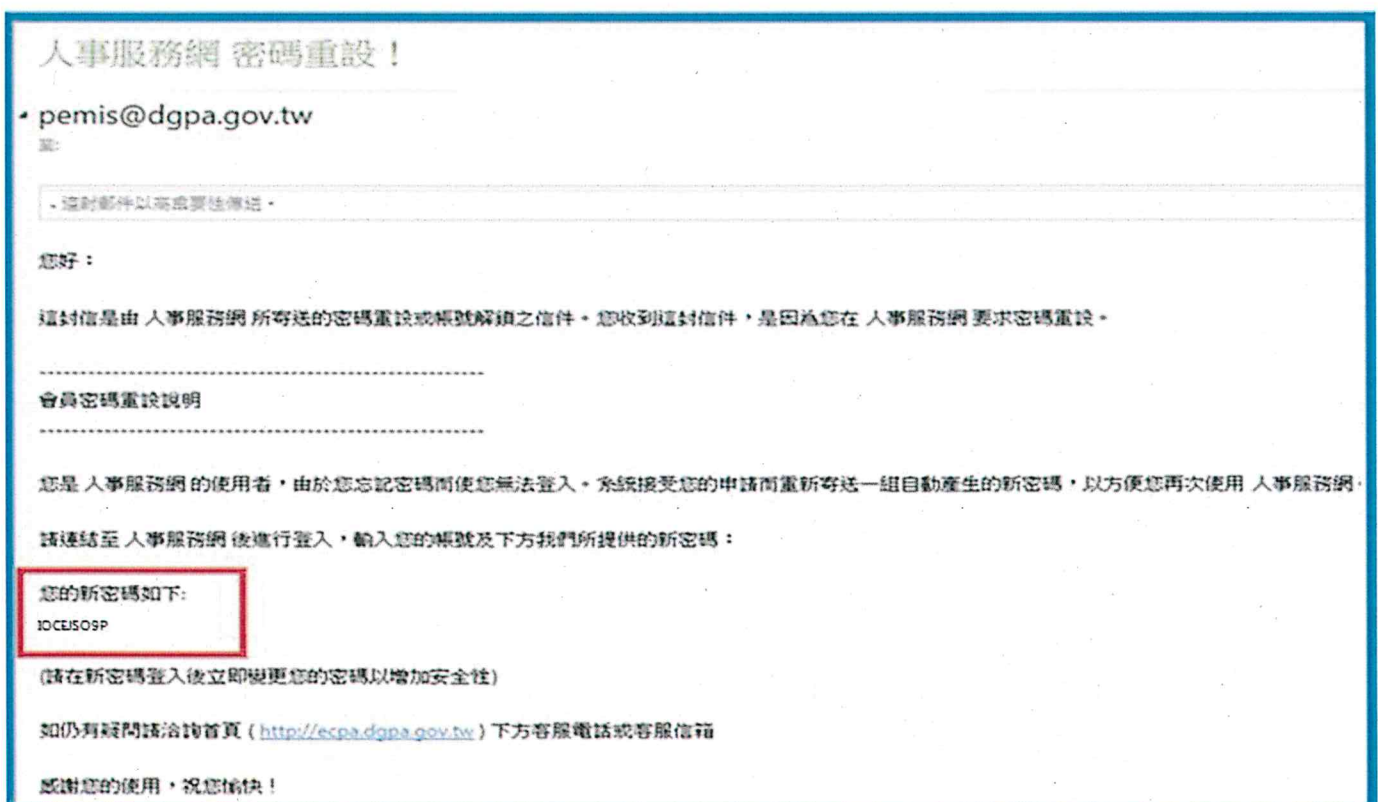 人事服務網 密碼重設！
pemis@dgpa.gov.tw
至:
這封郵件以高重要性傳送。
您好：
這封信是由 人事服務網 所寄送的密碼重設或帳號解鎖之信件。您收到這封信件，是因為您在 人事服務網 要求密碼重設。
----------------------------------------------------
會員密碼重設說明
----------------------------------------------------
您是 人事服務網 的使用者，由於您忘記密碼而使您無法登入。系統接受您的申請而重新寄送一組自動產生的新密碼，以方便您再次使用 人事服務網。
請連結至 人事服務網 後進行登入，輸入您的帳號及下方我們所提供的新密碼：
您的新密碼如下:
(請在新密碼登入後立即變更您的密碼以增加安全性)
如仍有疑問請洽詢首頁 ( http://ecpa.dgpa.gov.tw ) 下方客服電話或客服信箱
感謝您的使用，祝您愉快！